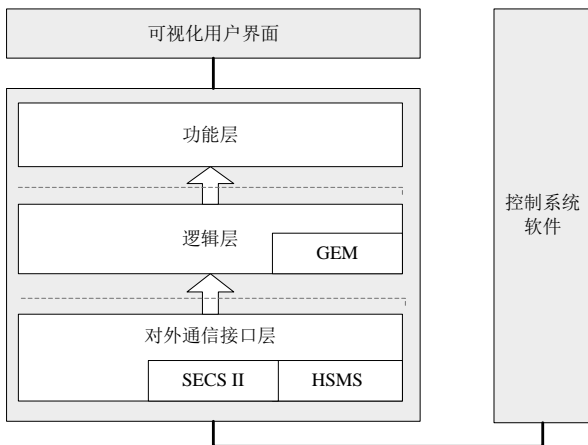 可视化用户界面
功能层
逻辑层
GEM
对外通信接口层
SECS II
HSMS
控制系统
软件